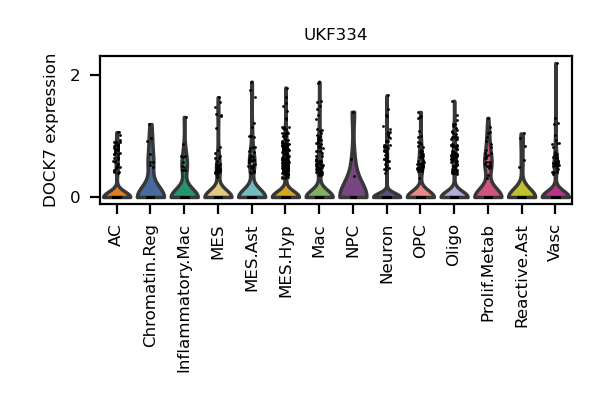 UKF334
DOCK7 expression
2
0
AC
Chromatin.Reg
Inflammatory.Mac
MES
MES.Ast
MES.Hyp
Mac
NPC
Neuron
OPC
Oligo
Prolif.Metab
Reactive.Ast
Vasc